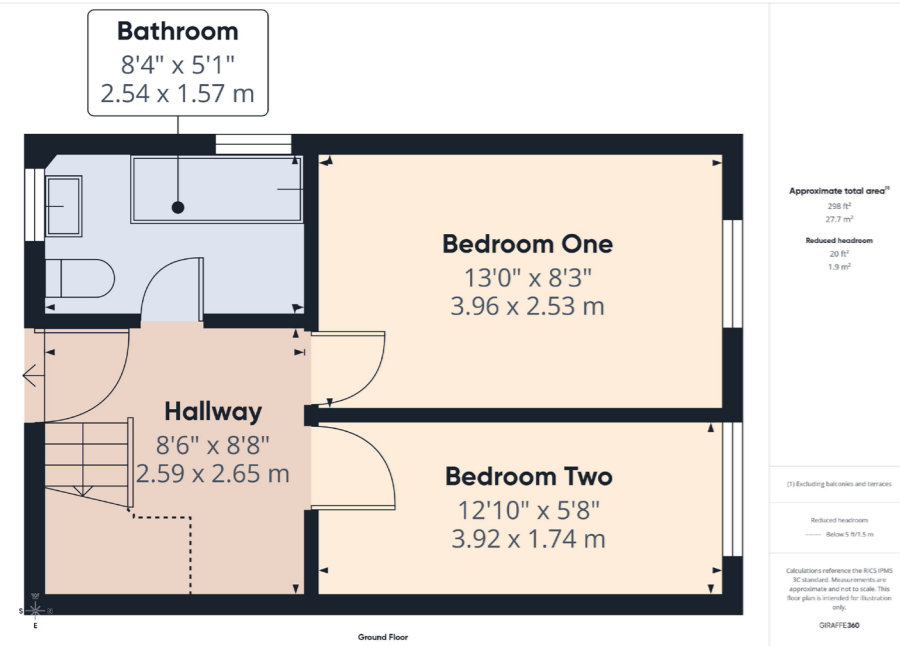 Bathroom
8'4" x 5'1"
2.54 x 1.57 m
Bedroom One
13'0" x 8'3"
3.96 x 2.53 m
Hallway
8'6" x 8'8"
2.59 x 2.65 m
Bedroom Two
12'10" x 5'8"
3.92 x 1.74 m
S
E
Ground Floor
Approximate total area(1)
298 ft²
27.7 m²
Reduced headroom
20 ft²
1.9 m²
(1) Excluding balconies and terraces
Reduced headroom
Below 5 ft/1.5 m
Calculations reference the RICS IPMS
3C standard. Measurements are
approximate and not to scale. This
floor plan is intended for illustration
only.
GIRAFFE360